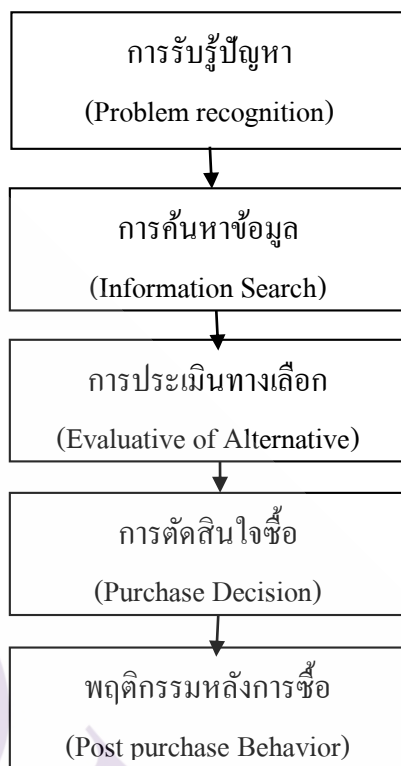 การรับรู้ปัญหา
(Problem recognition)
การค้นหาข้อมูล
(Information Search)
การประเมินทางเลือก
(Evaluative of Alternative)
การตัดสินใจซื้อ
(Purchase Decision)
พฤติกรรมหลังการซื้อ
(Post purchase Behavior)